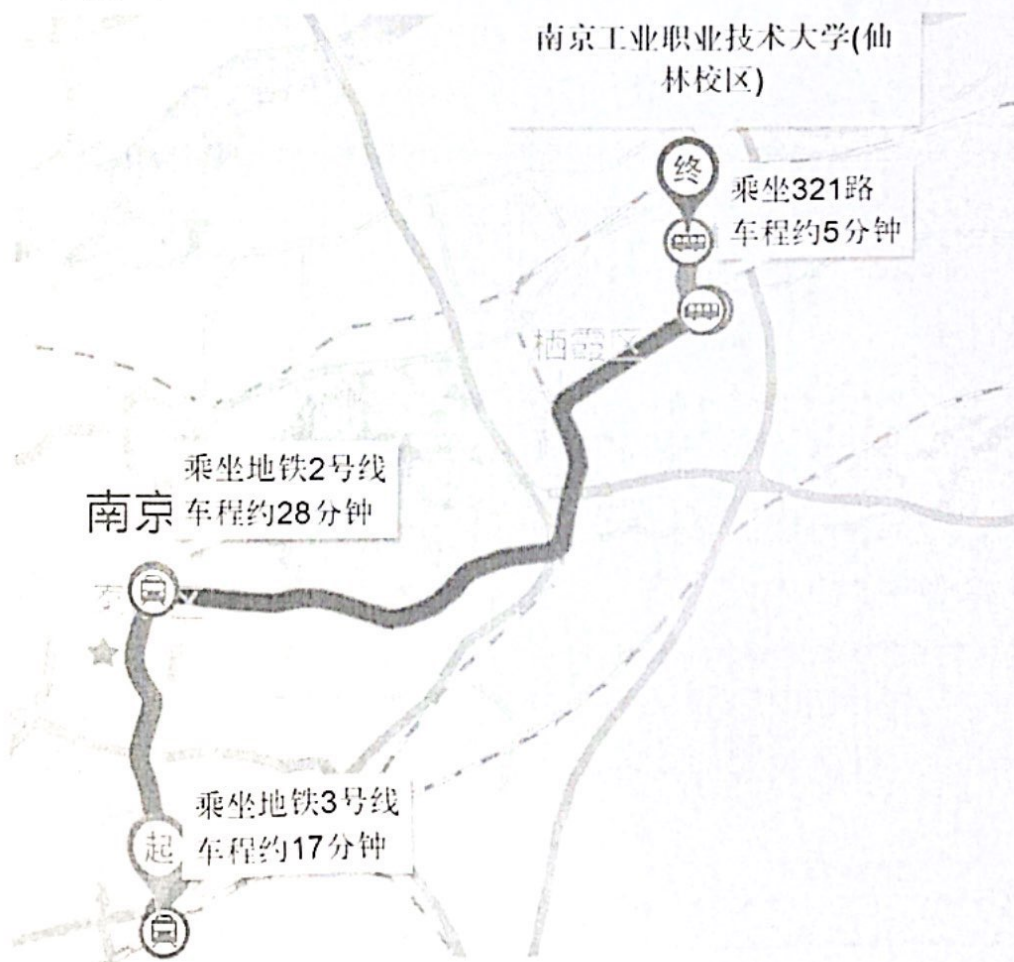 南京工业职业技术大学(仙
林校区)
终
乘坐321路
车程约5分钟
栖霞区
乘坐地铁2号线
车程约28分钟
南京
乘坐地铁3号线
车程约17分钟
起